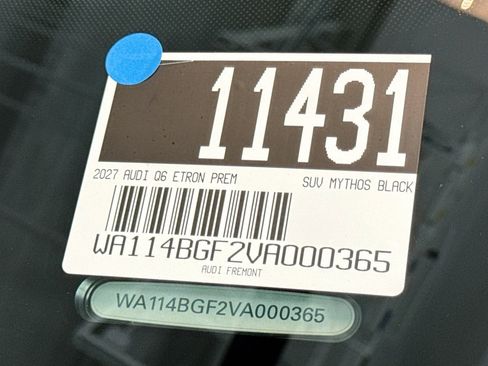 11431
2027 AUDI Q6 ETRON PREM SUV MYTHOS BLACK
WA114BGF2VA000365
AUDI FREMONT
WA114BGF2VA000365